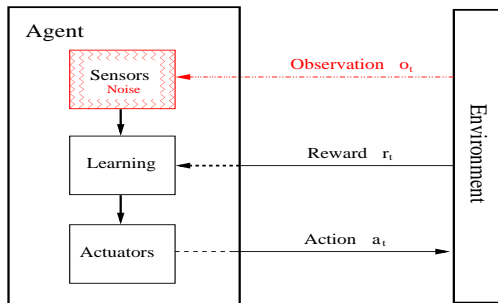 Agent
Sensors
Noise
Observation o_t
Learning
Reward r_t
Actuators
Action a_t
Environment